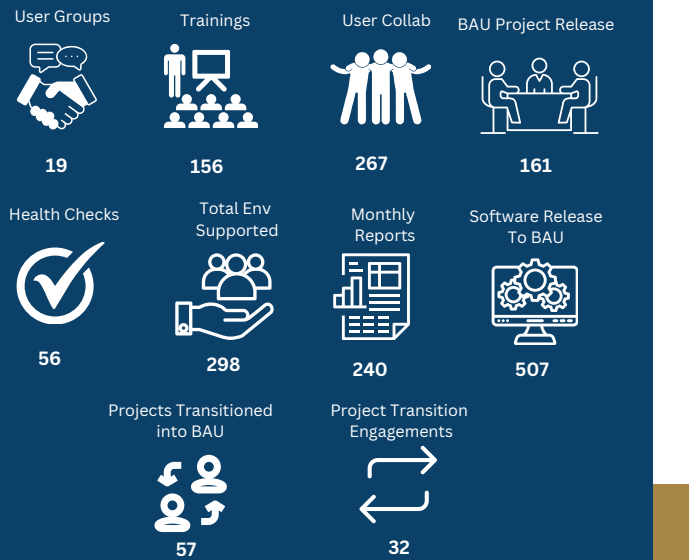 User Groups
Trainings
User Collab
BAU Project Release
19
156
267
161
Health Checks
Total Env
Supported
Monthly
Reports
Software Release
To BAU
56
298
240
507
Projects Transitioned
into BAU
Project Transition
Engagements
57
32